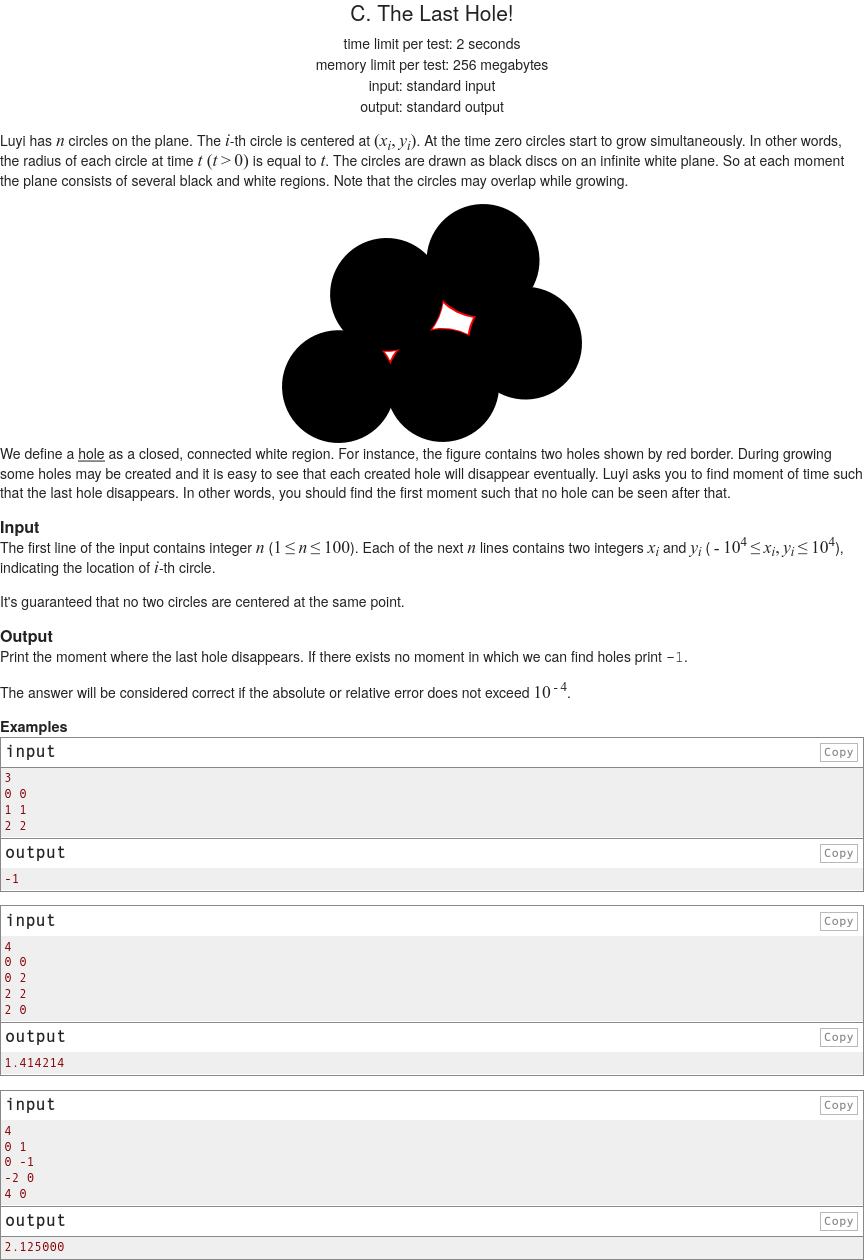 C. The Last Hole!
time limit per test: 2 seconds
memory limit per test: 256 megabytes
input: standard input
output: standard output
Luyi has n circles on the plane. The i-th circle is centered at (xi, yi). At the time zero circles start to grow simultaneously. In other words,
the radius of each circle at time t (t > 0) is equal to t. The circles are drawn as black discs on an infinite white plane. So at each moment
the plane consists of several black and white regions. Note that the circles may overlap while growing.
We define a hole as a closed, connected white region. For instance, the figure contains two holes shown by red border. During growing
some holes may be created and it is easy to see that each created hole will disappear eventually. Luyi asks you to find moment of time such
that the last hole disappears. In other words, you should find the first moment such that no hole can be seen after that.
Input
The first line of the input contains integer n (1 ≤ n ≤ 100). Each of the next n lines contains two integers xi and yi ( - 10^4 ≤ xi, yi ≤ 10^4),
indicating the location of i-th circle.
It's guaranteed that no two circles are centered at the same point.
Output
Print the moment where the last hole disappears. If there exists no moment in which we can find holes print -1.
The answer will be considered correct if the absolute or relative error does not exceed 10^-4.
Examples
input Copy
3
0 0
1 1
2 2
output Copy
-1
input Copy
4
0 0
0 2
2 2
2 0
output Copy
1.414214
input Copy
4
0 1
0 -1
-2 0
4 0
output Copy
2.125000